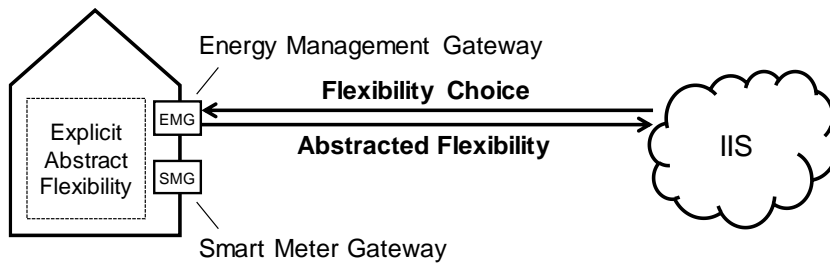 Energy Management Gateway
Flexibility Choice
EMG
Explicit
Abstract
Flexibility
Abstracted Flexibility
IIS
SMG
Smart Meter Gateway